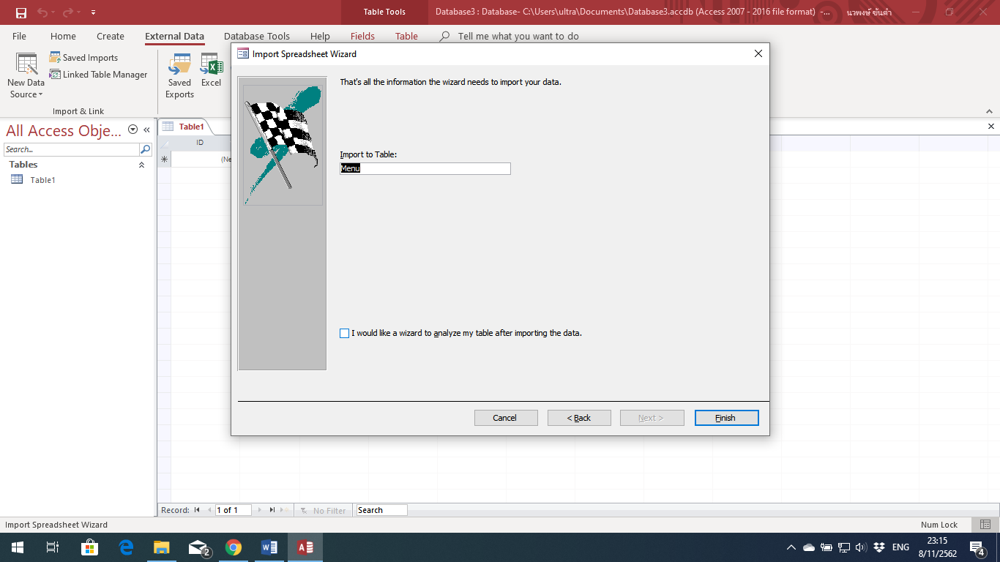 Table Tools
Database3 : Database- C:\Users\ultra\Documents\Database3.accdb (Access 2007 - 2016 file format) -...
นวพงษ์ ขันคำ
File Home Create External Data Database Tools Help Fields Table Tell me what you want to do
New Data Source
Saved Imports
Linked Table Manager
Import & Link
Saved Exports
Excel
Import Spreadsheet Wizard
That's all the information the wizard needs to import your data.
Import to Table:
Menu
I would like a wizard to analyze my table after importing the data.
Cancel < Back Next > Finish
All Access Obje...
Search...
Tables
Table1
Table1
ID
(Ne
Record: 1 of 1 No Filter Search
Import Spreadsheet Wizard
Num Lock
2
ENG
23:15
8/11/2562
4